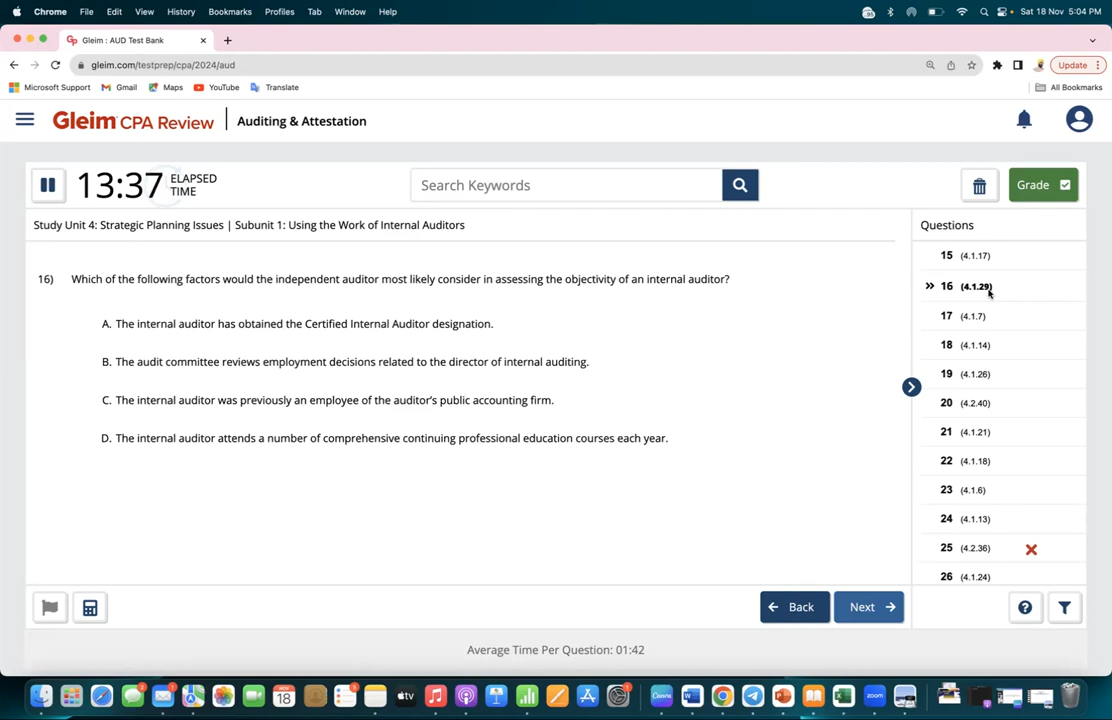 Chrome File Edit View History Bookmarks Profiles Tab Window Help Sat 18 Nov 5:04 PM
Gleim : AUD Test Bank
gleim.com/testprep/cpa/2024/aud Update
Microsoft Support Gmail Maps YouTube Translate All Bookmarks
Gleim CPA Review Auditing & Attestation
13:37 ELAPSED TIME Search Keywords Grade
Study Unit 4: Strategic Planning Issues | Subunit 1: Using the Work of Internal Auditors
16) Which of the following factors would the independent auditor most likely consider in assessing the objectivity of an internal auditor?
A. The internal auditor has obtained the Certified Internal Auditor designation.
B. The audit committee reviews employment decisions related to the director of internal auditing.
C. The internal auditor was previously an employee of the auditor's public accounting firm.
D. The internal auditor attends a number of comprehensive continuing professional education courses each year.
Questions
15 (4.1.17)
» 16 (4.1.29)
17 (4.1.7)
18 (4.1.14)
19 (4.1.26)
20 (4.2.40)
21 (4.1.21)
22 (4.1.18)
23 (4.1.6)
24 (4.1.13)
25 (4.2.36)
26 (4.1.24)
Back Next
Average Time Per Question: 01:42
NOV
18
tv
Canva
zoom